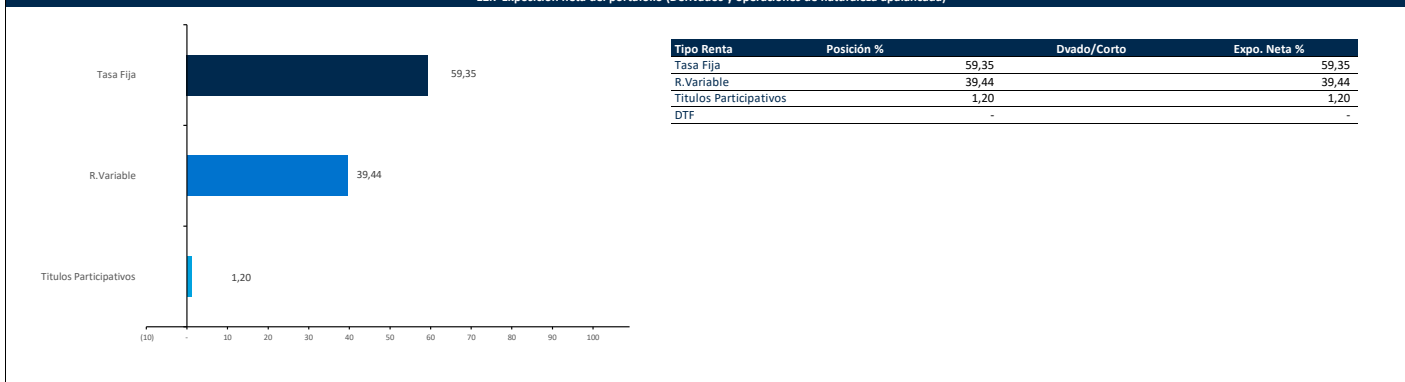 Tasa Fija
59,35
R.Variable
39,44
Titulos Participativos
1,20
(10) - 10 20 30 40 50 60 70 80 90 100
Tipo Renta Posición % Dvado/Corto Expo. Neta %
Tasa Fija 59,35 59,35
R.Variable 39,44 39,44
Titulos Participativos 1,20 1,20
DTF - -